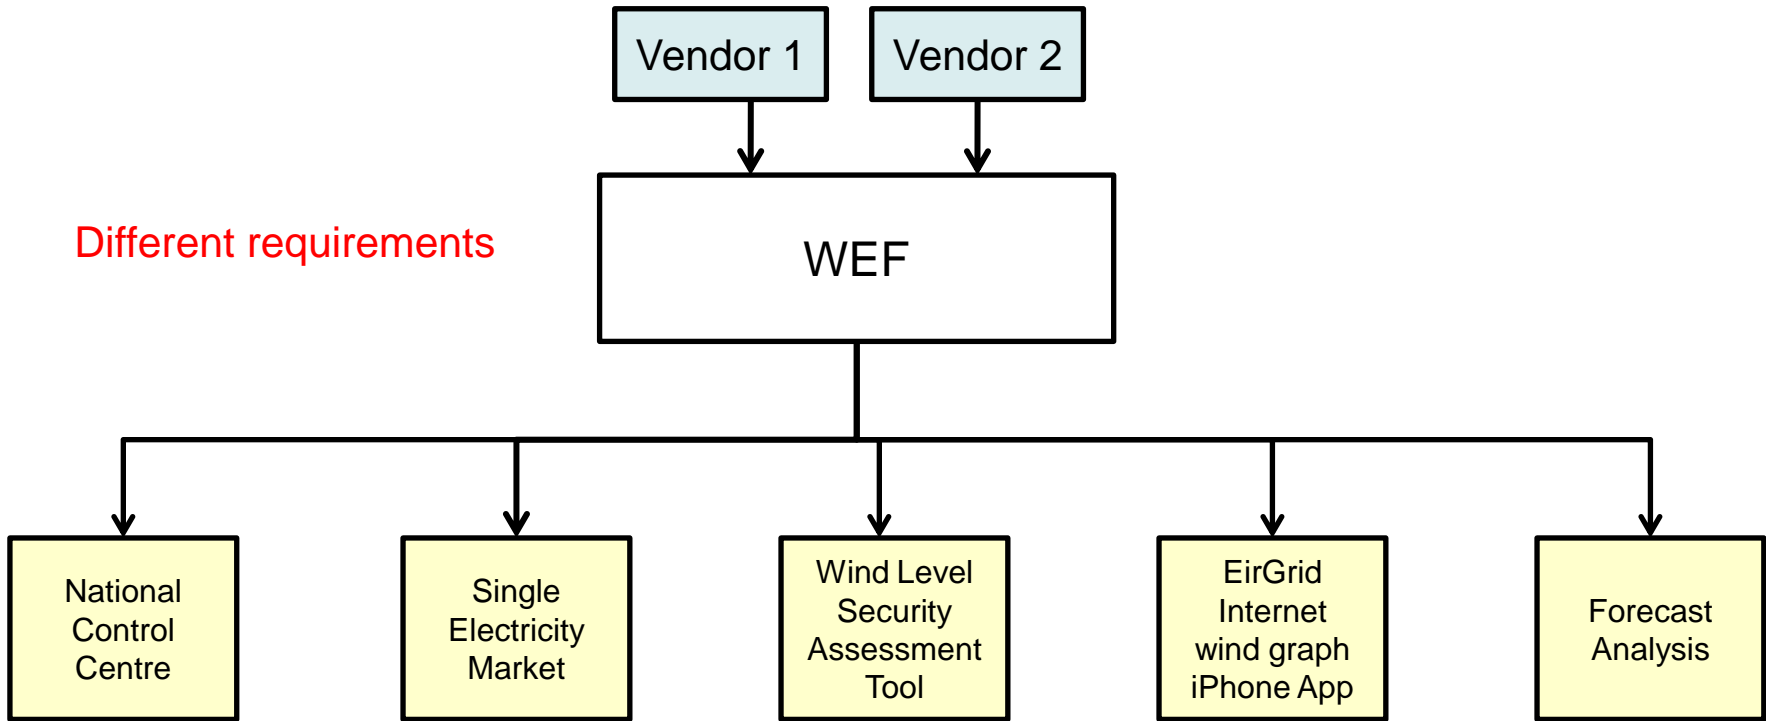 Vendor 1
Vendor 2
Different requirements
WEF
National
Control
Centre
Single
Electricity
Market
Wind Level
Security
Assessment
Tool
EirGrid
Internet
wind graph
iPhone App
Forecast
Analysis